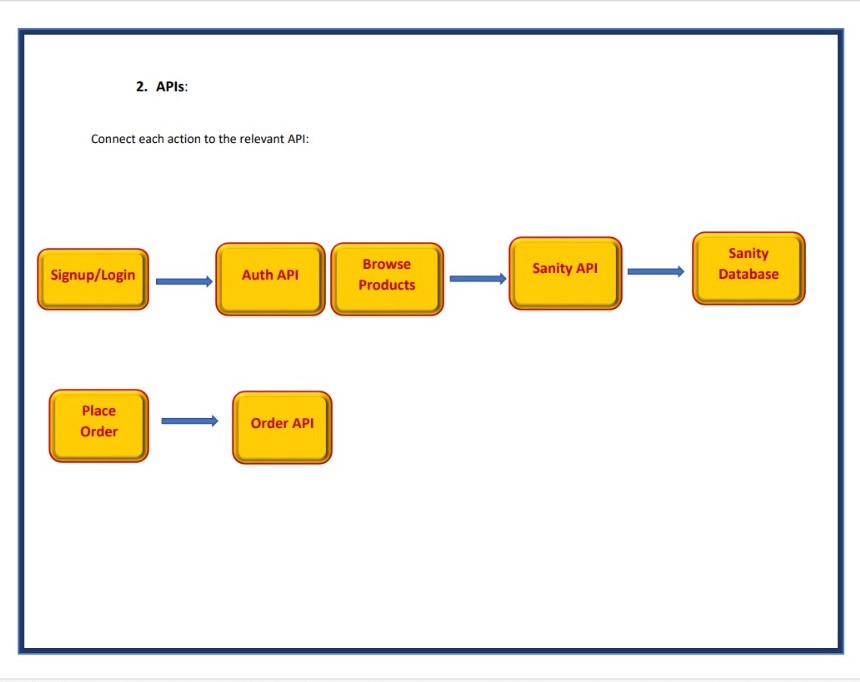 2. APIs:
Connect each action to the relevant API:
Signup/Login
Auth API
Browse
Products
Sanity API
Sanity
Database
Place
Order
Order API